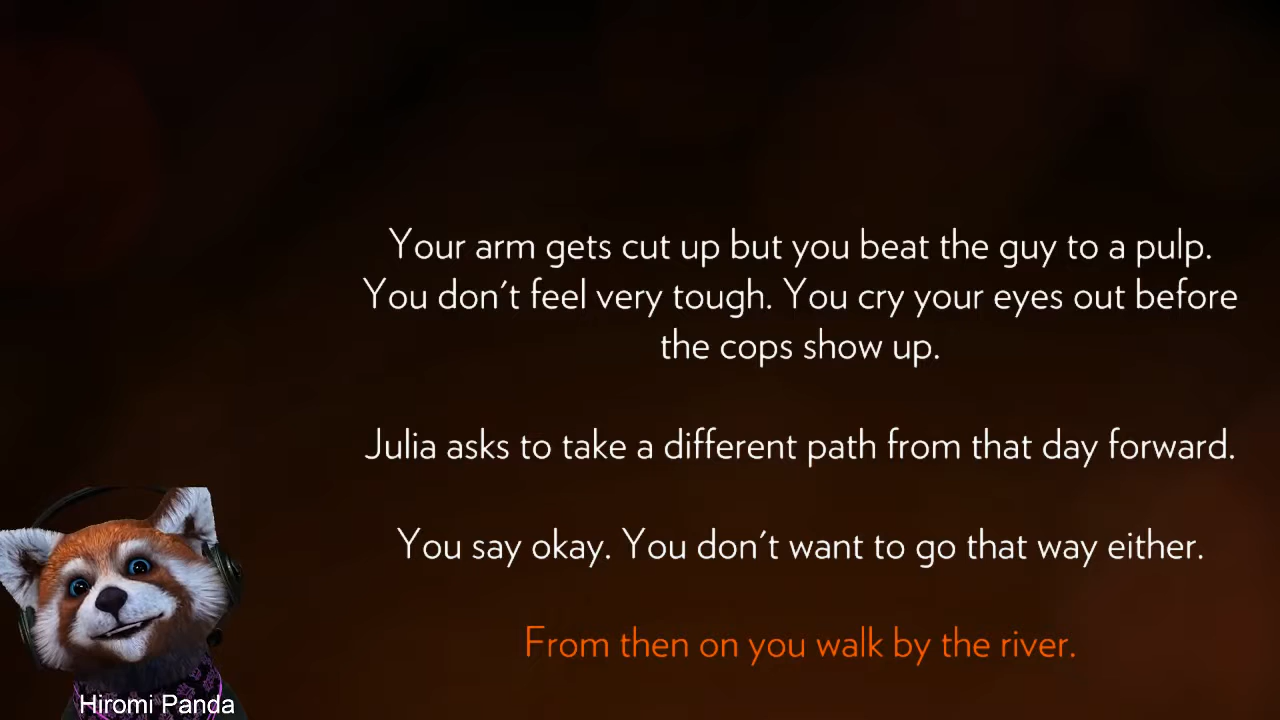 Your arm gets cut up but you beat the guy to a pulp.
You don't feel very tough. You cry your eyes out before
the cops show up.
Julia asks to take a different path from that day forward.
You say okay. You don't want to go that way either.
From then on you walk by the river.
Hiromi Panda